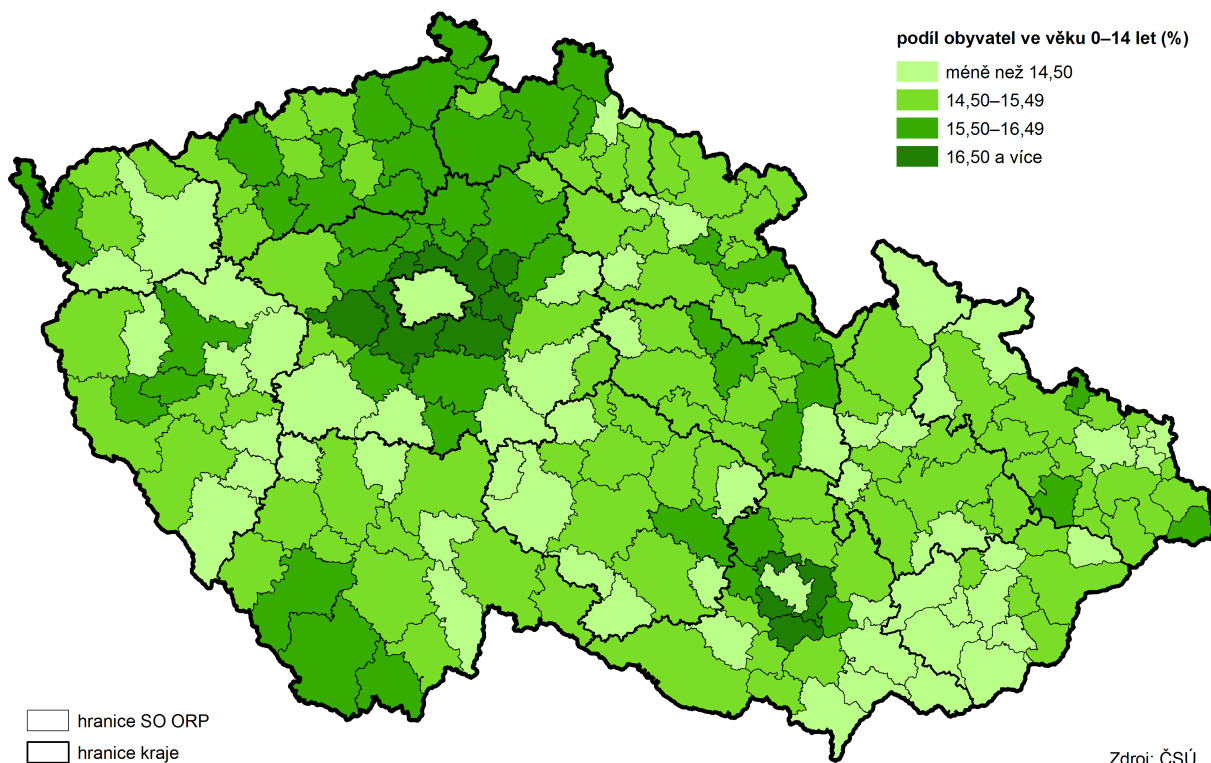 podíl obyvatel ve věku 0–14 let (%)
méně než 14,50
14,50–15,49
15,50–16,49
16,50 a více
hranice SO ORP
hranice kraje
Zdroj: ČSÚ